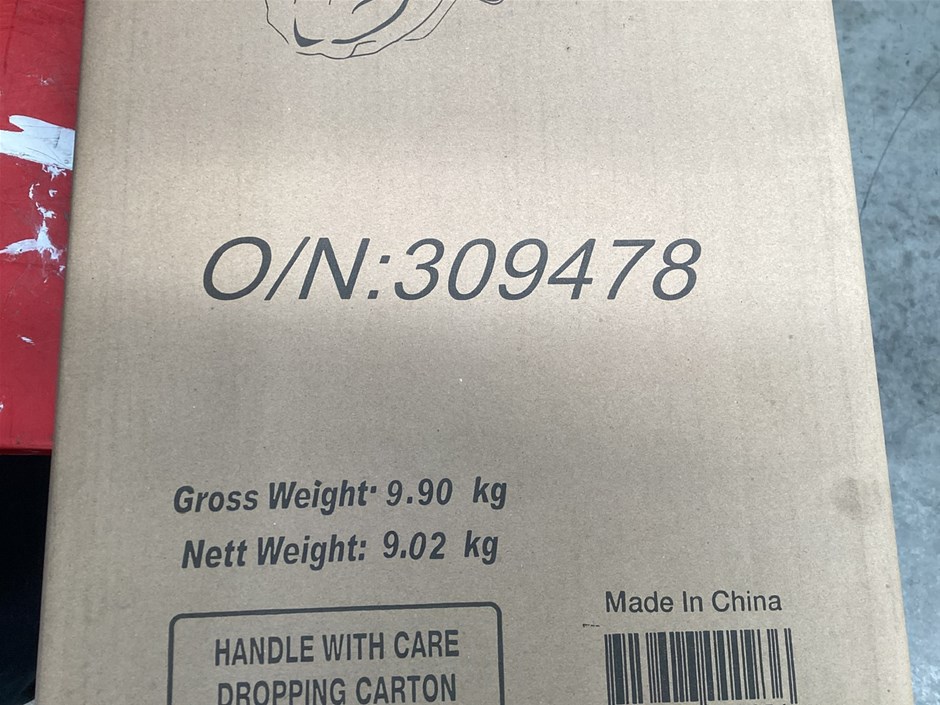 O/N:309478
Gross Weight: 9.90 kg
Nett Weight: 9.02 kg
Made In China
HANDLE WITH CARE
DROPPING CARTON